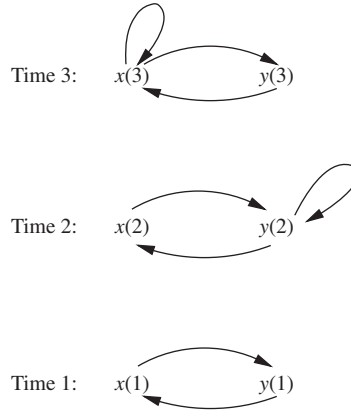 Time 3: x(3) y(3)
Time 2: x(2) y(2)
Time 1: x(1) y(1)